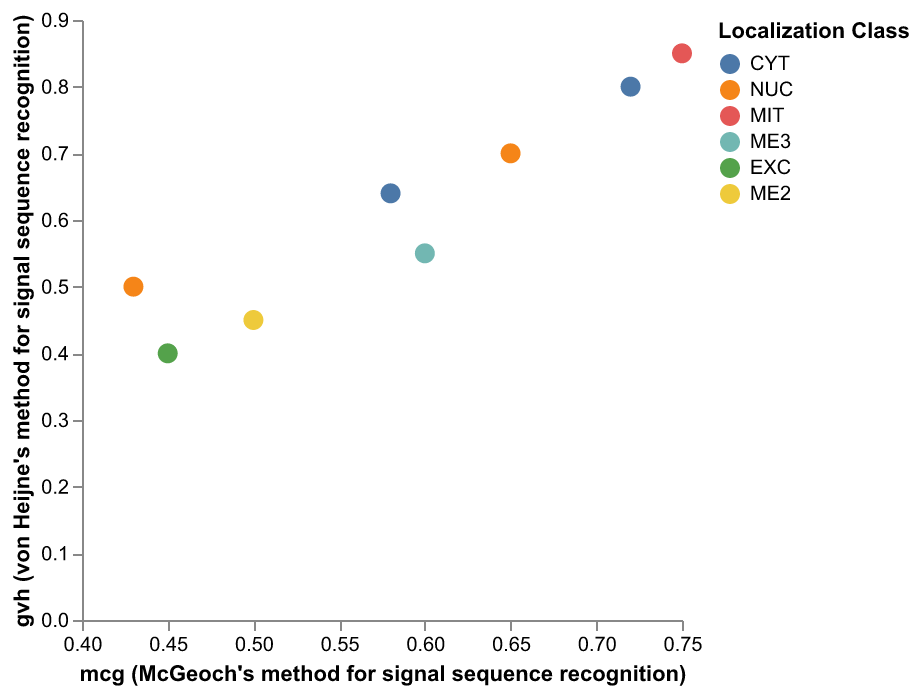 gvh (von Heijne's method for signal sequence recognition)
0.9
0.8
0.7
0.6
0.5
0.4
0.3
0.2
0.1
0.0
0.40 0.45 0.50 0.55 0.60 0.65 0.70 0.75
mcg (McGeoch's method for signal sequence recognition)
Localization Class
CYT
NUC
MIT
ME3
EXC
ME2